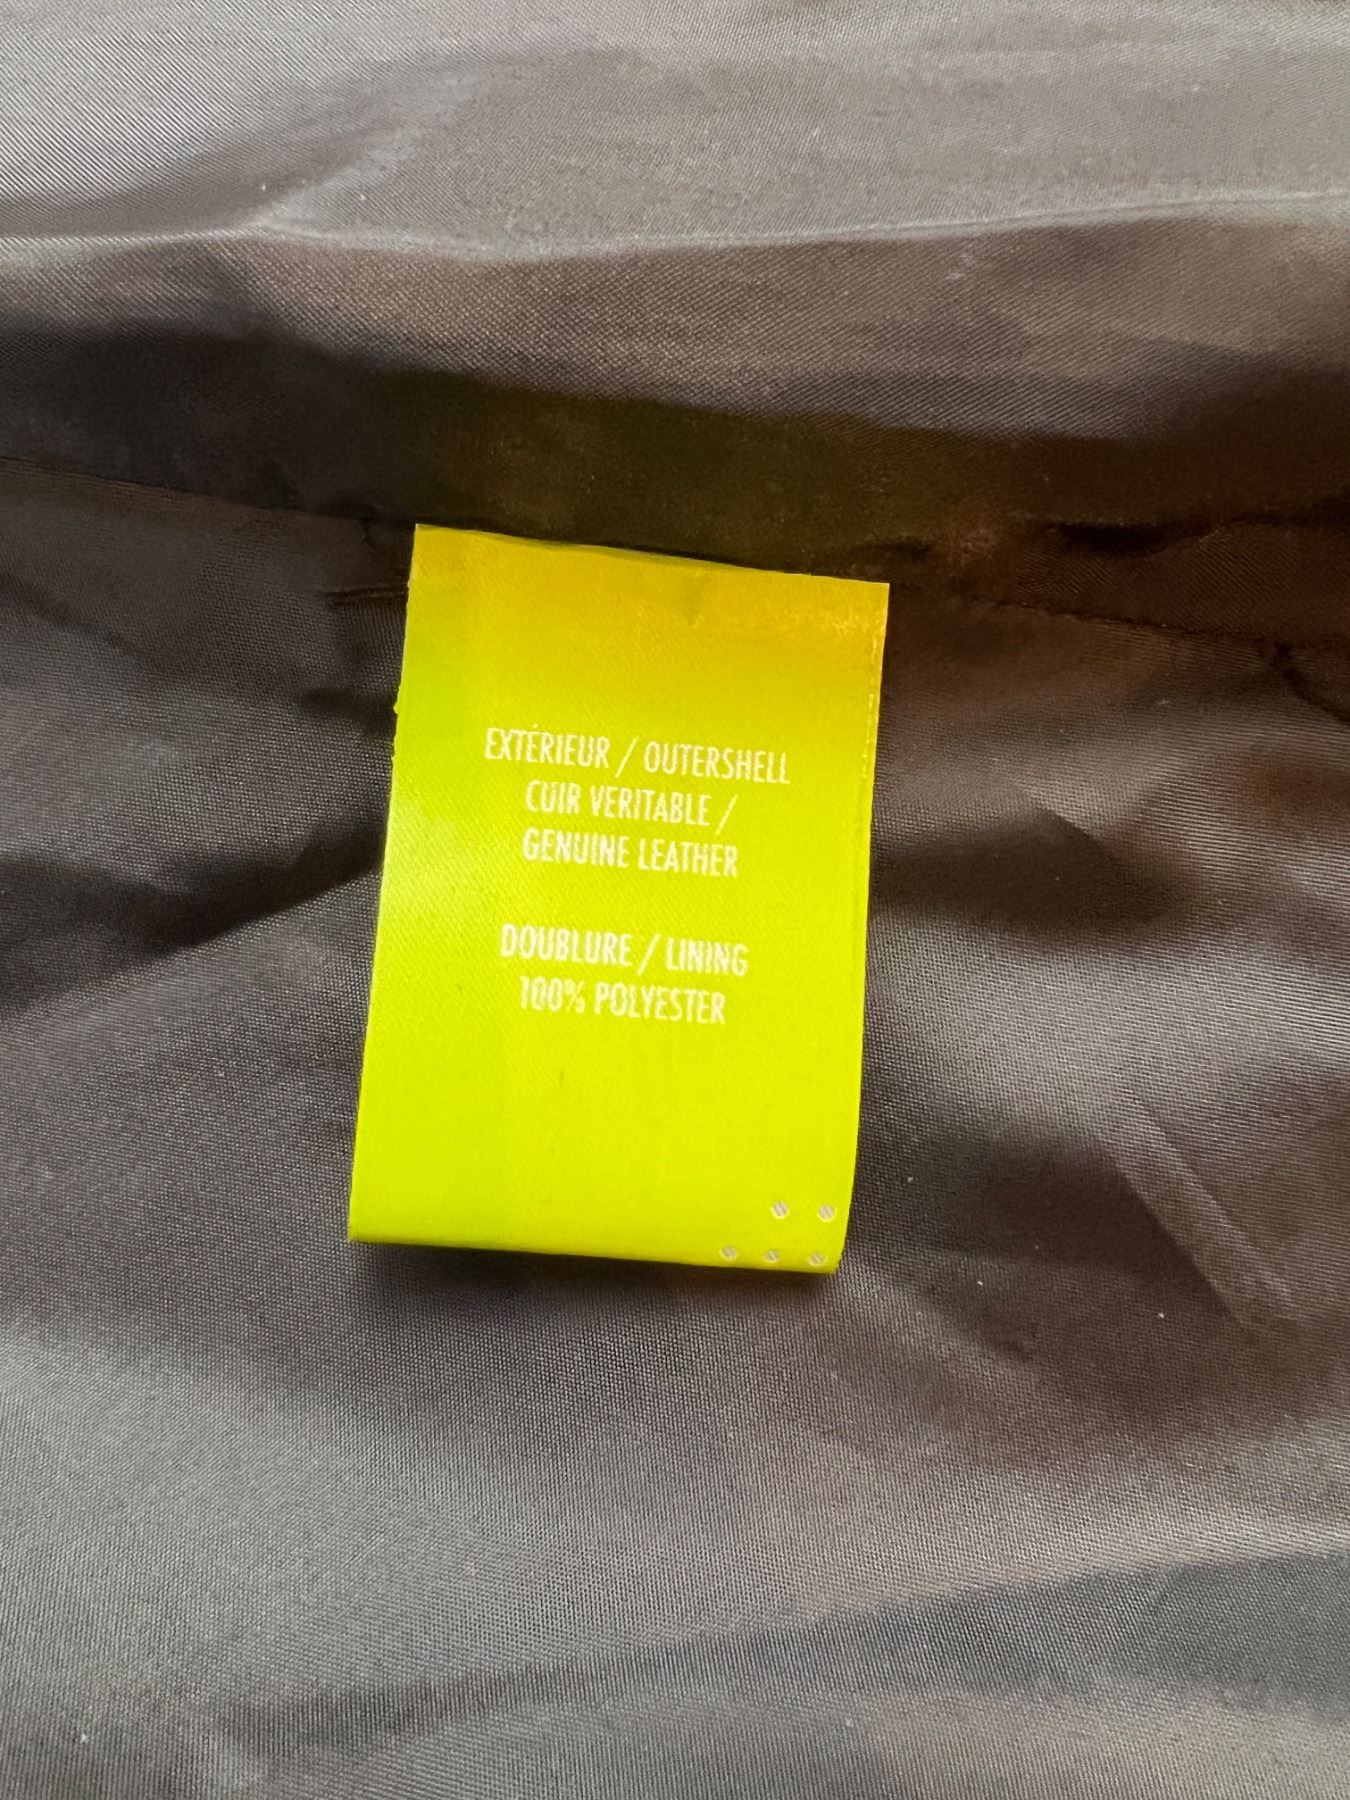 EXTÉRIEUR / OUTERSHELL
CUIR VERITABLE /
GENUINE LEATHER
DOUBLURE / LINING
100% POLYESTER